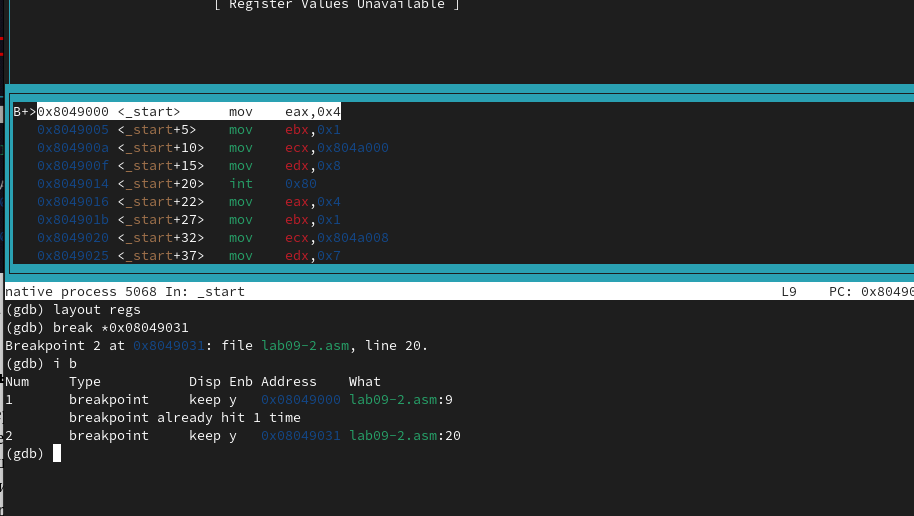 [ Register Values Unavailable ]
B+>0x8049000 <_start> mov eax,0x4
0x8049005 <_start+5> mov ebx,0x1
0x804900a <_start+10> mov ecx,0x804a000
0x804900f <_start+15> mov edx,0x8
0x8049014 <_start+20> int 0x80
0x8049016 <_start+22> mov eax,0x4
0x804901b <_start+27> mov ebx,0x1
0x8049020 <_start+32> mov ecx,0x804a008
0x8049025 <_start+37> mov edx,0x7
native process 5068 In: _start L9 PC: 0x80490
(gdb) layout regs
(gdb) break *0x08049031
Breakpoint 2 at 0x8049031: file lab09-2.asm, line 20.
(gdb) i b
Num Type Disp Enb Address What
1 breakpoint keep y 0x08049000 lab09-2.asm:9
breakpoint already hit 1 time
2 breakpoint keep y 0x08049031 lab09-2.asm:20
(gdb)